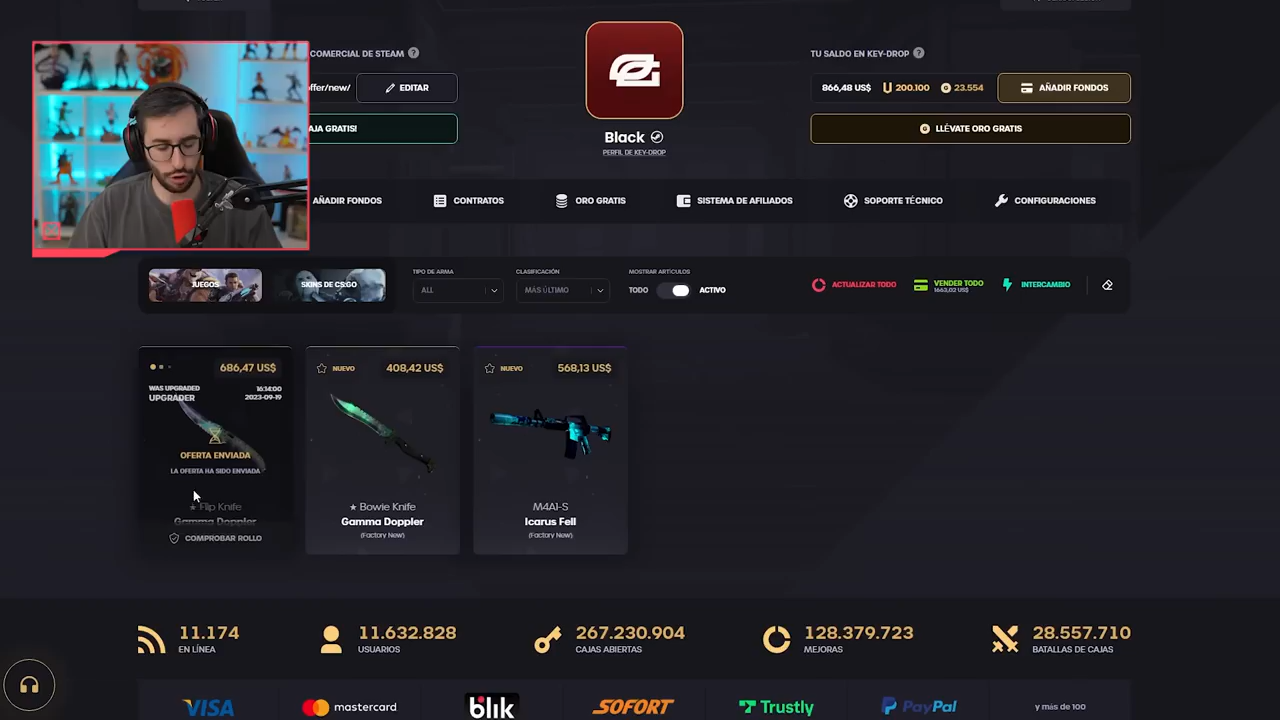 COMERCIAL DE STEAM ?
offer/new/
EDITAR
AJA GRATIS!
Black
PERFIL DE KEY-DROP
TU SALDO EN KEY-DROP ?
866,48 US$ 200.100 23.554
AÑADIR FONDOS
LLÉVATE ORO GRATIS
AÑADIR FONDOS
CONTRATOS
ORO GRATIS
SISTEMA DE AFILIADOS
SOPORTE TÉCNICO
CONFIGURACIONES
JUEGOS
SKINS DE CS:GO
TIPO DE ARMA
ALL
CLASIFICACIÓN
MÁS ÚLTIMO
MOSTRAR ARTÍCULOS
TODO
ACTIVO
ACTUALIZAR TODO
VENDER TODO
1663,02 US$
INTERCAMBIO
686,47 US$
WAS UPGRADED
UPGRADER
16:14:00
2023-09-19
OFERTA ENVIADA
LA OFERTA HA SIDO ENVIADA
★ Flip Knife
Gamma Doppler
COMPROBAR ROLLO
NUEVO
408,42 US$
★ Bowie Knife
Gamma Doppler
(Factory New)
NUEVO
568,13 US$
M4A1-S
Icarus Fell
(Factory New)
11.174
EN LÍNEA
11.632.828
USUARIOS
267.230.904
CAJAS ABIERTAS
128.379.723
MEJORAS
28.557.710
BATALLAS DE CAJAS
VISA
mastercard
blik
SOFORT
Trustly
PayPal
y más de 100